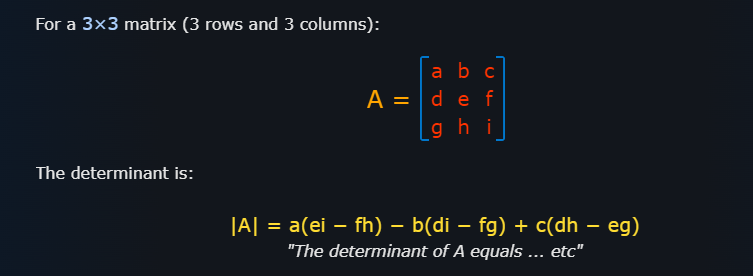 For a 3×3 matrix (3 rows and 3 columns):
a b c
A = d e f
g h i
The determinant is:
|A| = a(ei − fh) − b(di − fg) + c(dh − eg)
"The determinant of A equals ... etc"